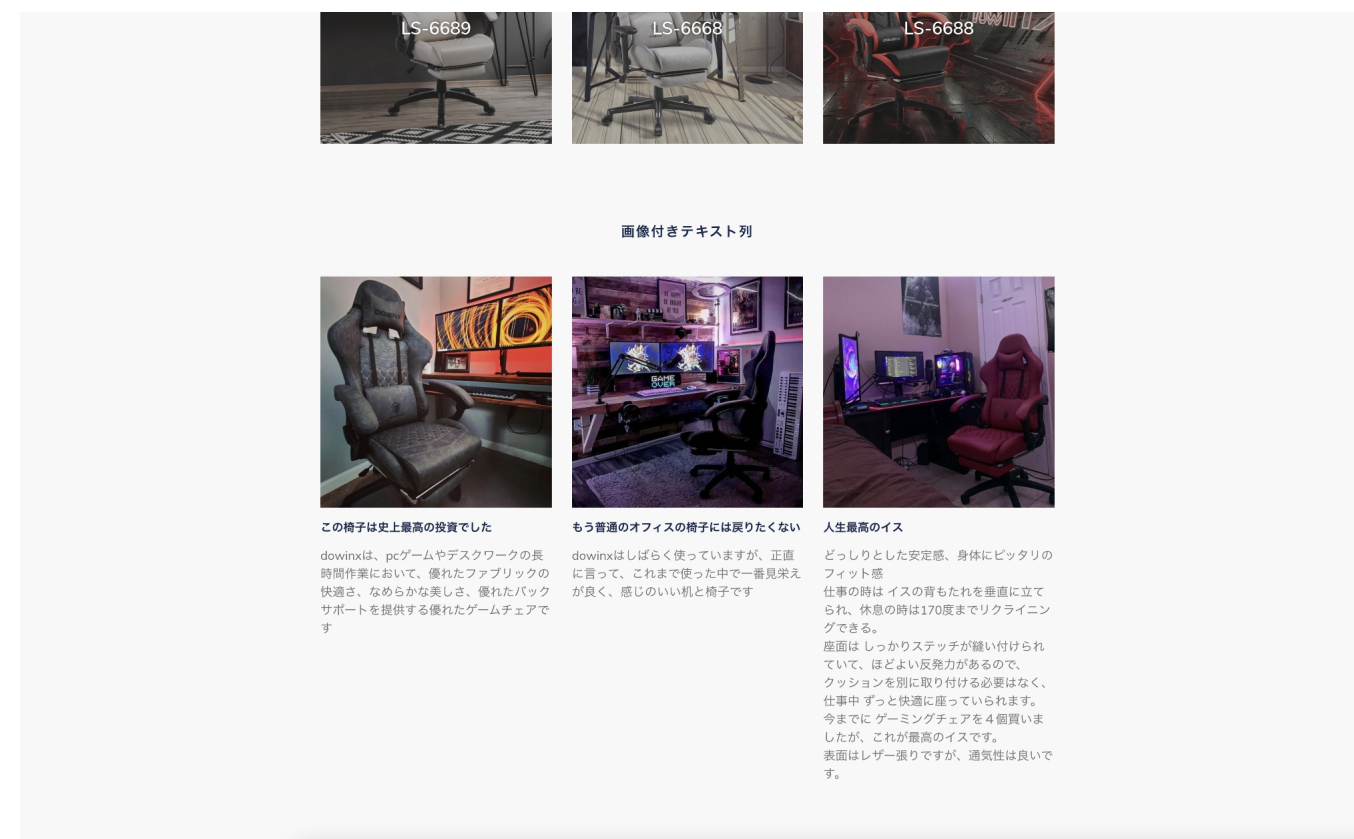 LS-6689
LS-6668
LS-6688
画像付きテキスト列
GAME
OVER
この椅子は史上最高の投資でした
dowinxは、pcゲームやデスクワークの長
時間作業において、優れたファブリックの
快適さ、なめらかな美しさ、優れたバック
サポートを提供する優れたゲームチェアで
す
もう普通のオフィスの椅子には戻りたくない
dowinxはしばらく使っていますが、正直
に言って、これまで使った中で一番見栄え
が良く、感じのいい机と椅子です
人生最高のイス
どっしりとした安定感、身体にピッタリの
フィット感
仕事の時は イスの背もたれを垂直に立て
られ、休息の時は170度までリクライニン
グできる。
座面は しっかりステッチが縫い付けられ
ていて、ほどよい反発力があるので、
クッションを別に取り付ける必要はなく、
仕事中 ずっと快適に座っていられます。
今までに ゲーミングチェアを４個買いま
したが、これが最高のイスです。
表面はレザー張りですが、通気性は良いで
す。